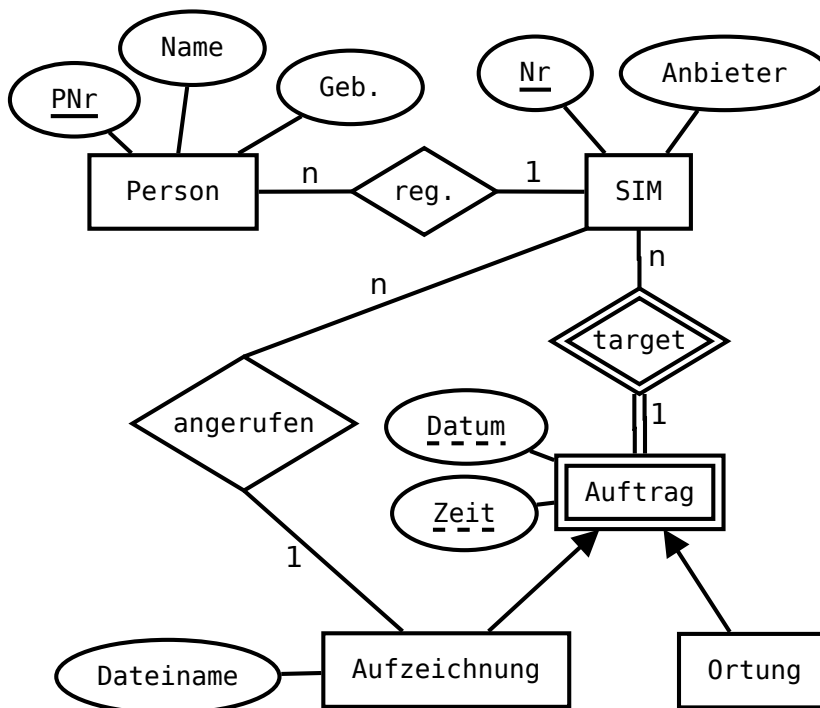 Name
PNr
Geb.
Nr
Anbieter
Person
n
reg.
1
SIM
n
n
target
angerufen
Datum
1
Auftrag
Zeit
1
Aufzeichnung
Ortung
Dateiname